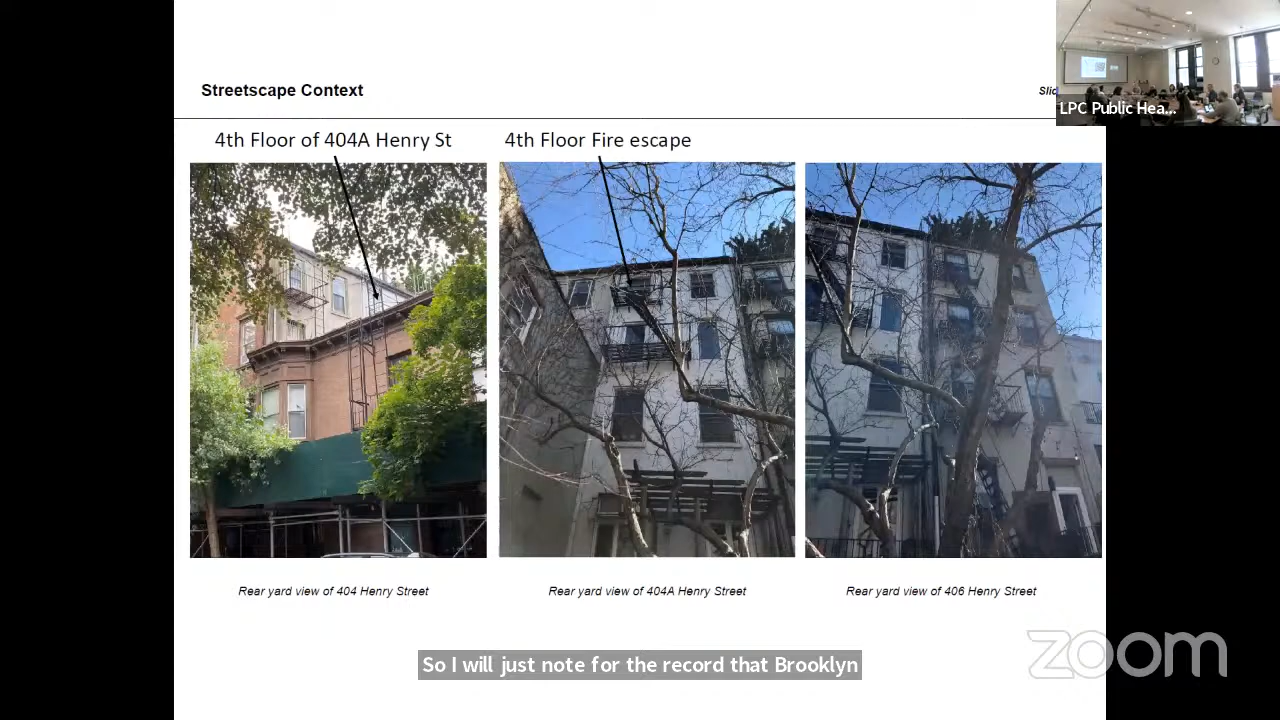 Streetscape Context
Slid
LPC Public Hea...
4th Floor of 404A Henry St
4th Floor Fire escape
Rear yard view of 404 Henry Street
Rear yard view of 404A Henry Street
Rear yard view of 406 Henry Street
So I will just note for the record that Brooklyn
zoom